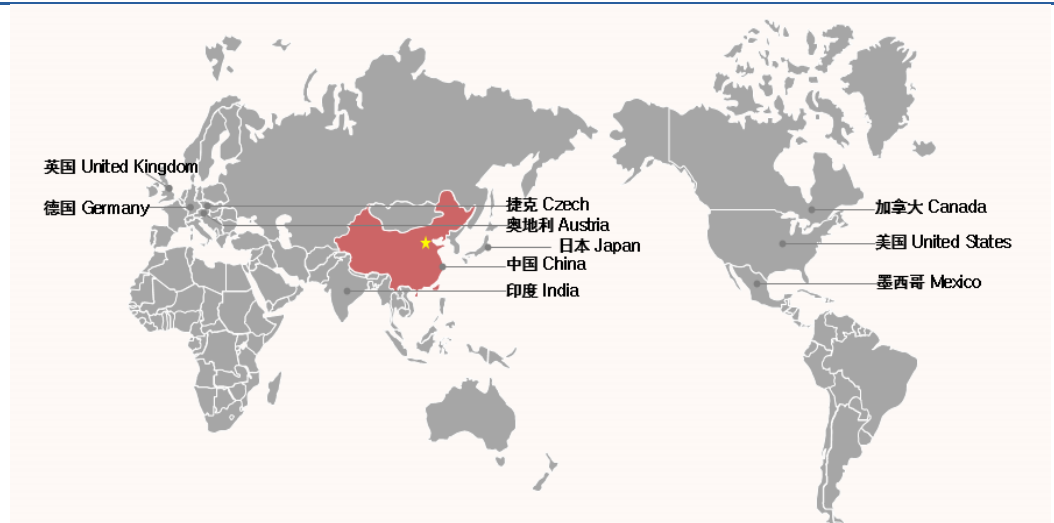 英国 United Kingdom
德国 Germany
捷克 Czech
奥地利 Austria
日本 Japan
中国 China
印度 India
加拿大 Canada
美国 United States
墨西哥 Mexico